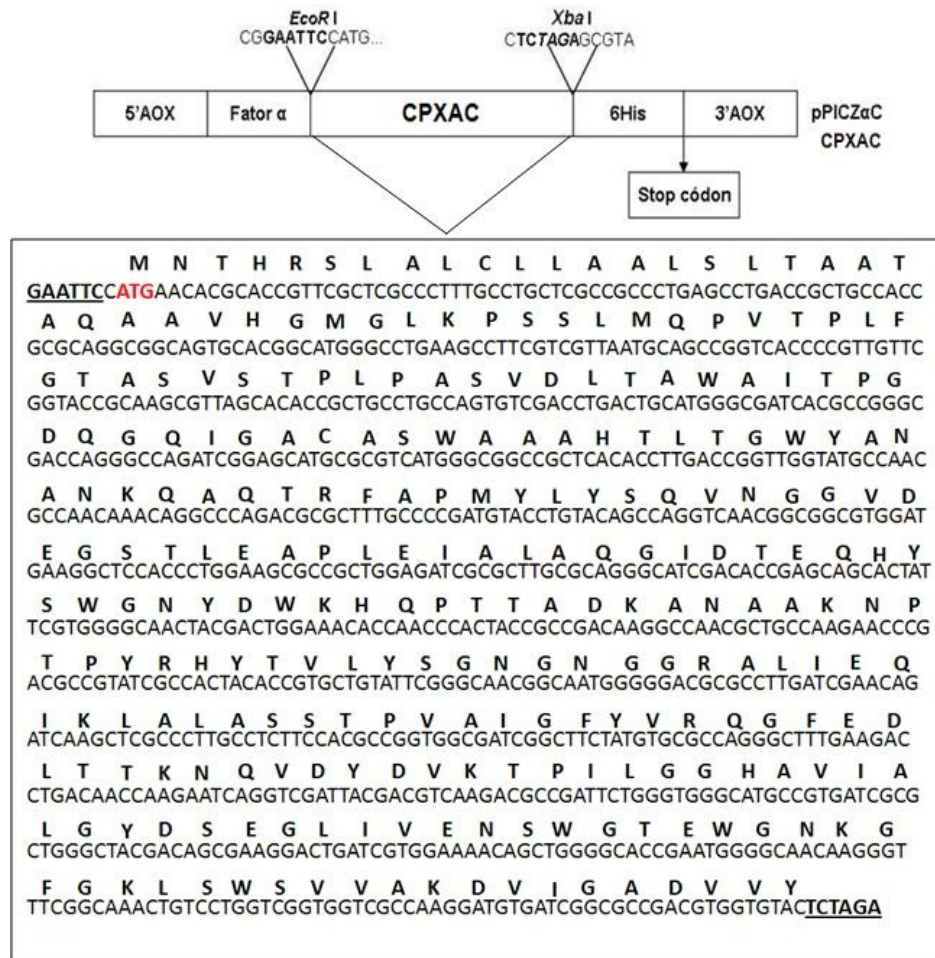 EcoR I
Xba I
CGGAATTCCATG...
CTCTAGAGCGTA
5'AOX
Fator α
CPXAC
6His
3'AOX
pPICZαC
CPXAC
Stop códon
M N T H R S L A L C L L A A L S L T A A T
GAATTCCATGAACACGCACCGTTCGCTCGCCCTTTGCCTGCTCGCCGCCCTGAGCCTGACCGCTGCCACC
A Q A A V H G M G L K P S S L M Q P V T P L F
GCGCAGGCGGCAGTGCACGGCATGGGCCTGAAGCCTTCGTCGTTAATGCAGCCGGTCACCCCGTTGTTC
G T A S V S T P L P A S V D L T A W A I T P G
GGTACCGCAAGCGTTAGCACACCGCTGCCTGCCAGTGTCGACCTGACTGCATGGGCGATCACGCCGGGC
D Q G Q I G A C A S W A A A H T L T G W Y A N
GACCAGGGCCAGATCGGAGCATGCGCGTCATGGGCGGCCGCTCACACCTTGACCGGTTGGTATGCCAAC
A N K Q A Q T R F A P M Y L Y S Q V N G G V D
GCCAACAAACAGGCCCAGACGCGCTTTGCCCCGATGTACCTGTACAGCCAGGTCAACGGCGGCGTGGAT
E G S T L E A P L E I A L A Q G I D T E Q H Y
GAAGGCTCCACCCTGGAAGCGCCGCTGGAGATCGCGCTTGCGCAGGGCATCGACACCGAGCAGCACTAT
S W G N Y D W K H Q P T T A D K A N A A K N P
TCGTGGGGCAACTACGACTGGAAACACCAACCCACTACCGCCGACAAGGCCAACGCTGCCAAGAACCCG
T P Y R H Y T V L Y S G N G N G G R A L I E Q
ACGCCGTATCGCCACTACACCGTGCTGTATTCGGGCAACGGCAATGGGGGACGCGCCTTGATCGAACAG
I K L A L A S S T P V A I G F Y V R Q G F E D
ATCAAGCTCGCCCTTGCCTCTTCCACGCCGGTGGCGATCGGCTTCTATGTGCGCCAGGGCTTTGAAGAC
L T T K N Q V D Y D V K T P I L G G H A V I A
CTGACAACCAAGAATCAGGTCGATTACGACGTCAAGACGCCGATTCTGGGTGGGCATGCCGTGATCGCG
L G Y D S E G L I V E N S W G T E W G N K G
CTGGGCTACGACAGCGAAGGACTGATCGTGGAAAACAGCTGGGGCACCGAATGGGGCAACAAGGGT
F G K L S W S V V A K D V I G A D V V Y
TTCGGCAAACTGTCCTGGTCGGTGGTCGCCAAGGATGTGATCGGCGCCGACGTGGTGTACTCTAGA